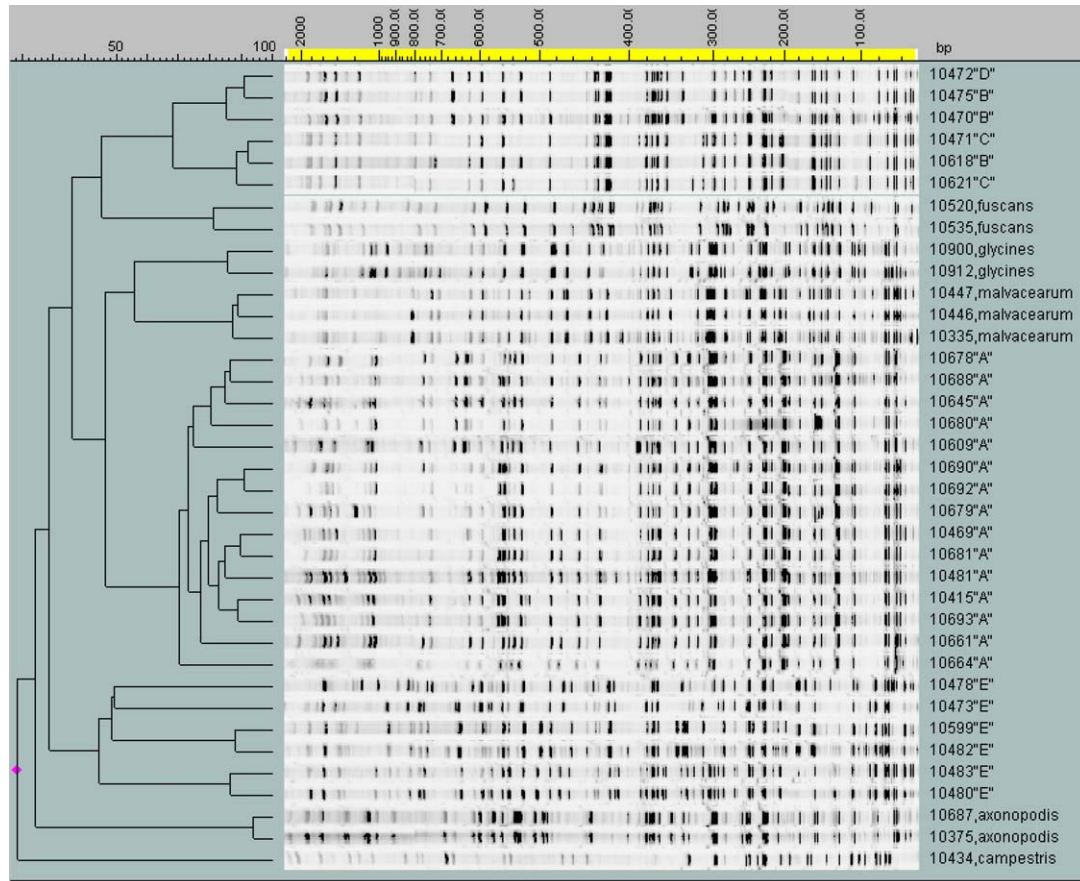 50 100 2000 1000 900.0( 800.0( 700.0( 600.0( 500.0( 400.0( 300.0( 200.0( 100.0( bp
10472"D"
10475"B"
10470"B"
10471"C"
10618"B"
10621"C"
10520,fuscans
10535,fuscans
10900,glycines
10912,glycines
10447,malvacearum
10446,malvacearum
10335,malvacearum
10678"A"
10688"A"
10645"A"
10680"A"
10609"A"
10690"A"
10692"A"
10679"A"
10469"A"
10681"A"
10481"A"
10415"A"
10693"A"
10661"A"
10664"A"
10478"E"
10473"E"
10599"E"
10482"E"
10483"E"
10480"E"
10687,axonopodis
10375,axonopodis
10434,campestris